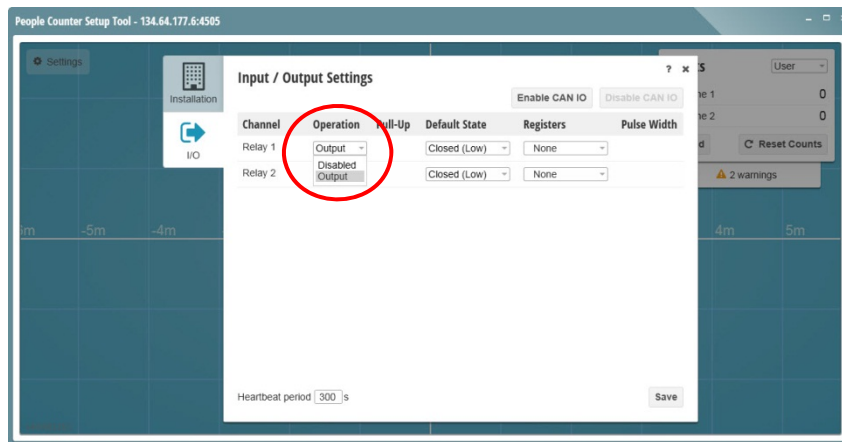 People Counter Setup Tool - 134.64.177.6:4505
Settings
User
Installation
I/O
Input / Output Settings
?
Enable CAN IO
Disable CAN IO
Channel Operation Pull-Up Default State Registers Pulse Width
Relay 1 Output Closed (Low) None
Disabled
Output
Relay 2 Closed (Low) None
0
0
Reset Counts
2 warnings
-5m -4m 4m 5m
Heartbeat period 300 s
Save